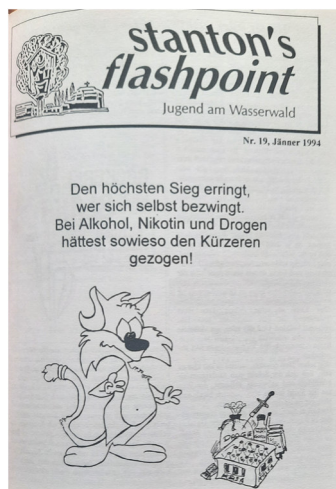 stanton's
flashpoint
Jugend am Wasserwald
Nr. 19, Jänner 1994
Den höchsten Sieg erringt,
wer sich selbst bezwingt.
Bei Alkohol, Nikotin und Drogen
hättest sowieso den Kürzeren
gezogen!